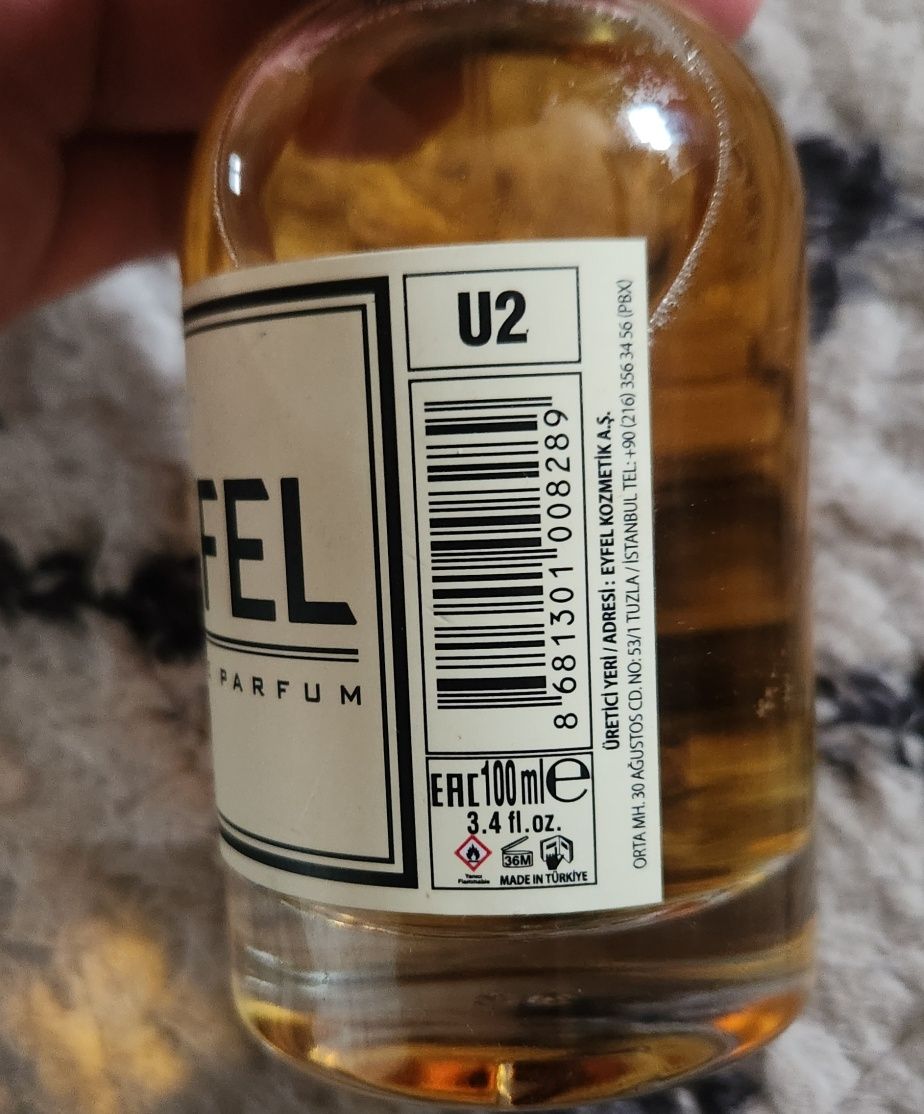 FEL
PARFUM
U2
8 681301 008289
EAC 100 ml e
3.4 fl.oz.
36M
Yanıcı
Flammable
MADE IN TÜRKİYE
ÜRETİCİ YERİ / ADRESİ : EYFEL KOZMETİK A.Ş.
ORTA MH. 30 AĞUSTOS CD. NO: 53/1 TUZLA / İSTANBUL TEL: +90 (216) 356 34 56 (PBX)